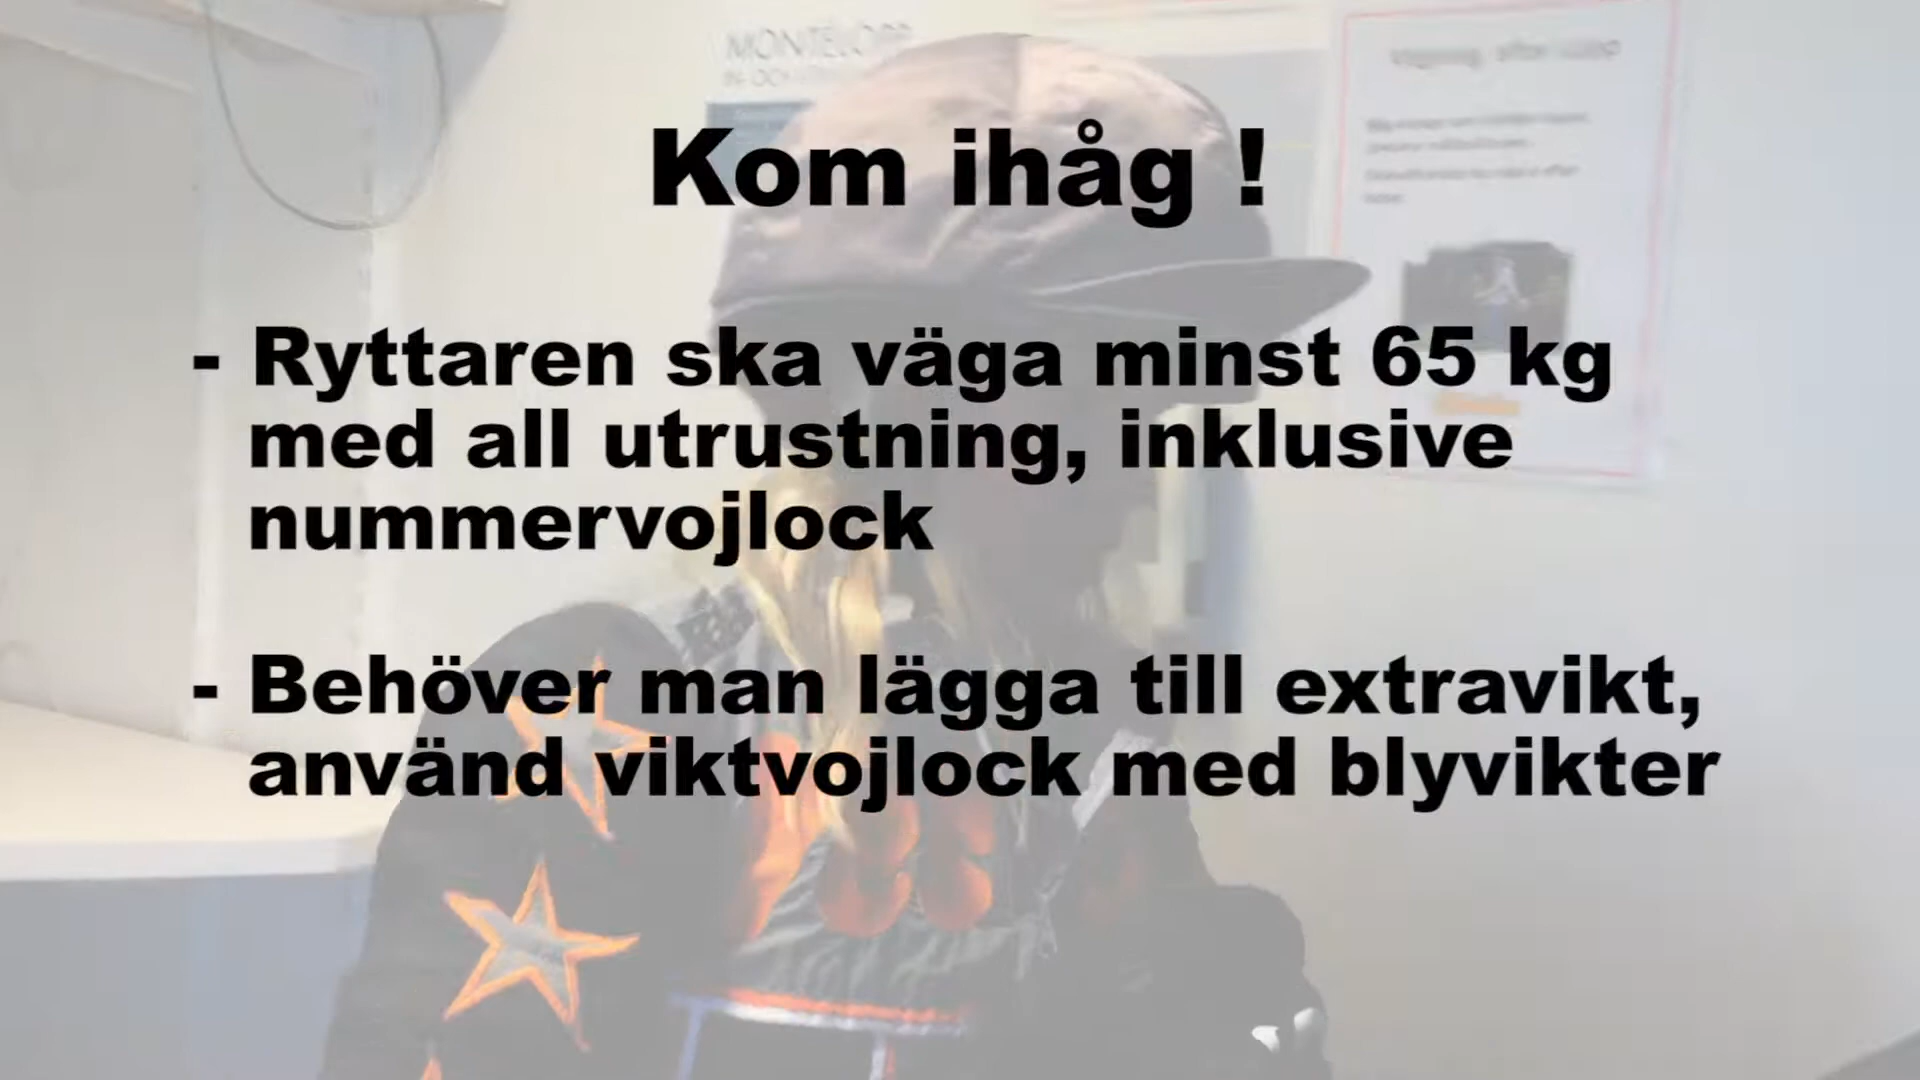 MONTÉLOPP
Kom ihåg !
- Ryttaren ska väga minst 65 kg
med all utrustning, inklusive
nummervojlock
- Behöver man lägga till extravikt,
använd viktvojlock med blyvikter